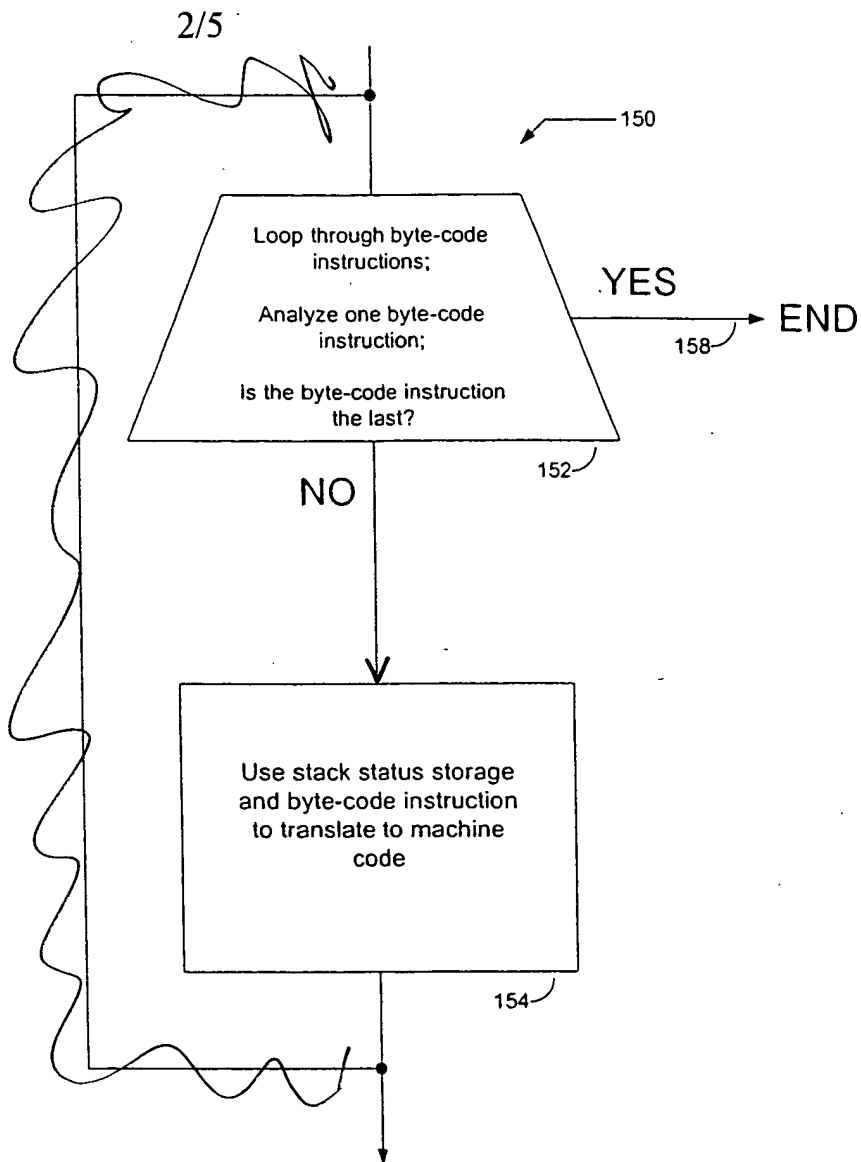 2/5
150
Loop through byte-code
instructions;
Analyze one byte-code
instruction;
Is the byte-code instruction
the last?
YES
END
158
152
NO
Use stack status storage
and byte-code instruction
to translate to machine
code
154